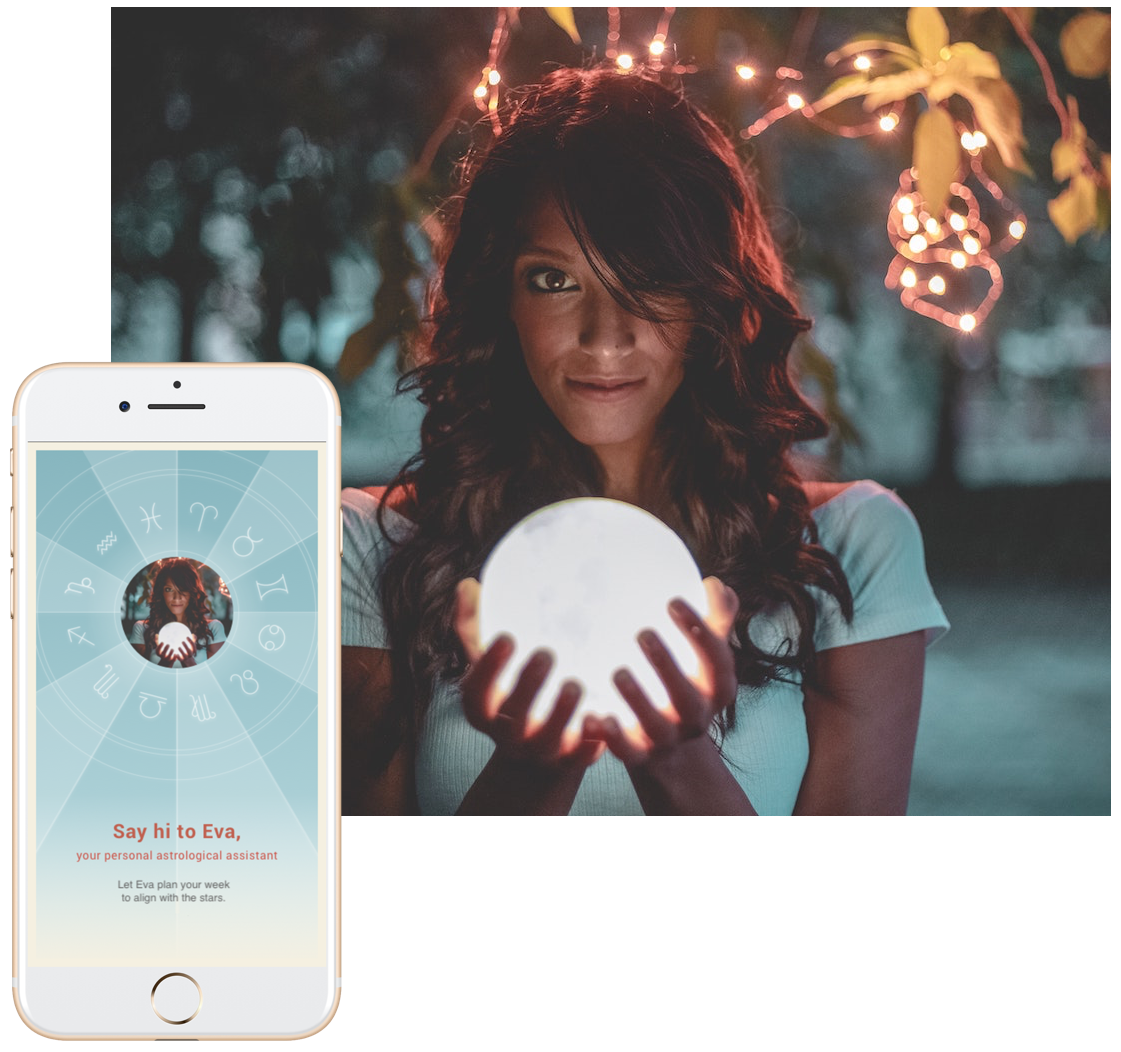 Say hi to Eva,
your personal astrological assistant
Let Eva plan your week
to align with the stars.